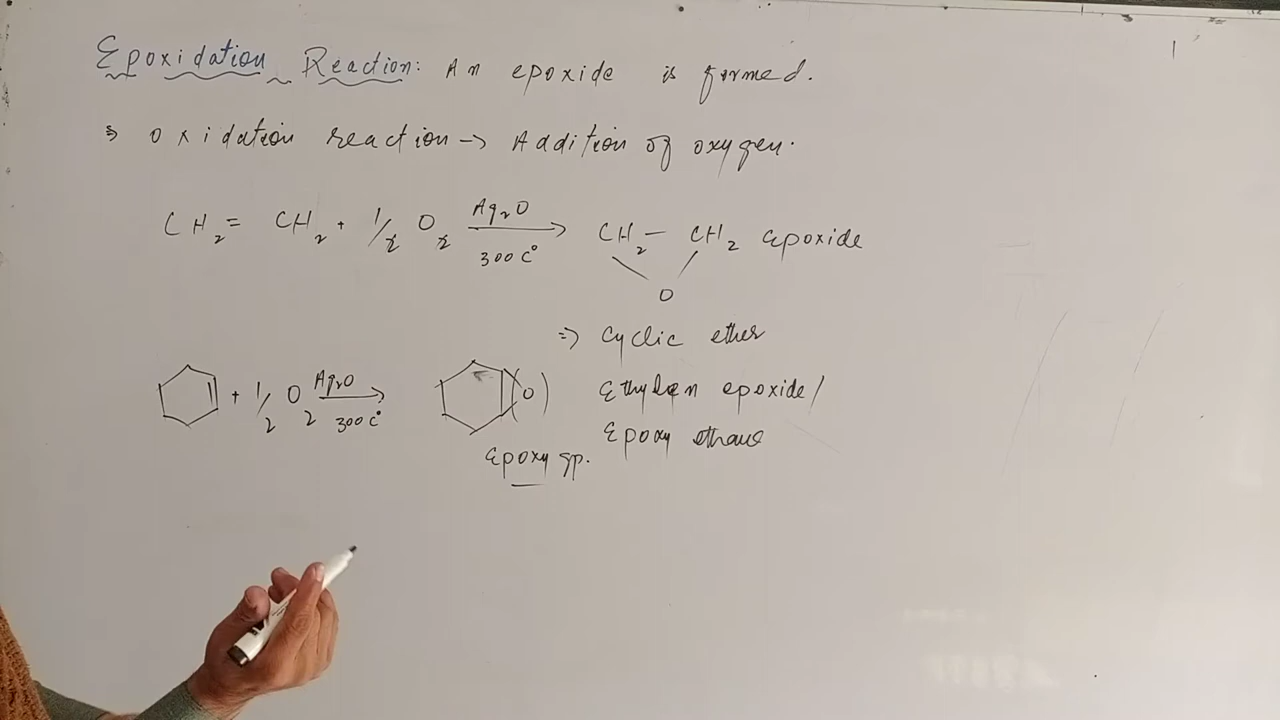 Epoxidation Reaction: An epoxide is formed.
⇒ Oxidation reaction → Addition of oxygen.
CH2 = CH2 + 1/2 O2 Ag2O 300 C° → CH2 – CH2 epoxide
O
⇒ Cyclic ether
+ 1/2 O2 Ag2O 300 C° → O
Ethylen epoxide/
Epoxy ethane
Epoxy gp.